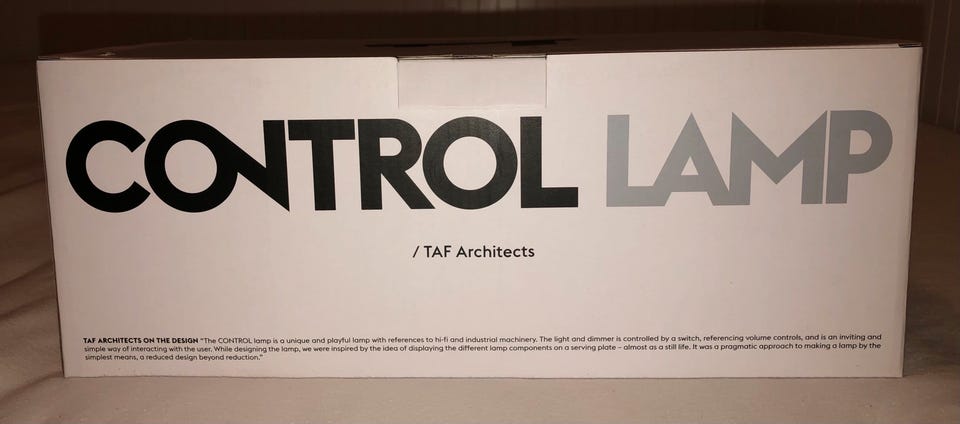 CONTROL LAMP
/ TAF Architects
TAF ARCHITECTS ON THE DESIGN “The CONTROL lamp is a unique and playful lamp with references to hi-fi and industrial machinery. The light and dimmer is controlled by a switch, referencing volume controls, and is an inviting and
simple way of interacting with the user. While designing the lamp, we were inspired by the idea of displaying the different lamp components on a serving plate – almost as a still life. It was a pragmatic approach to making a lamp by the
simplest means, a reduced design beyond reduction.”